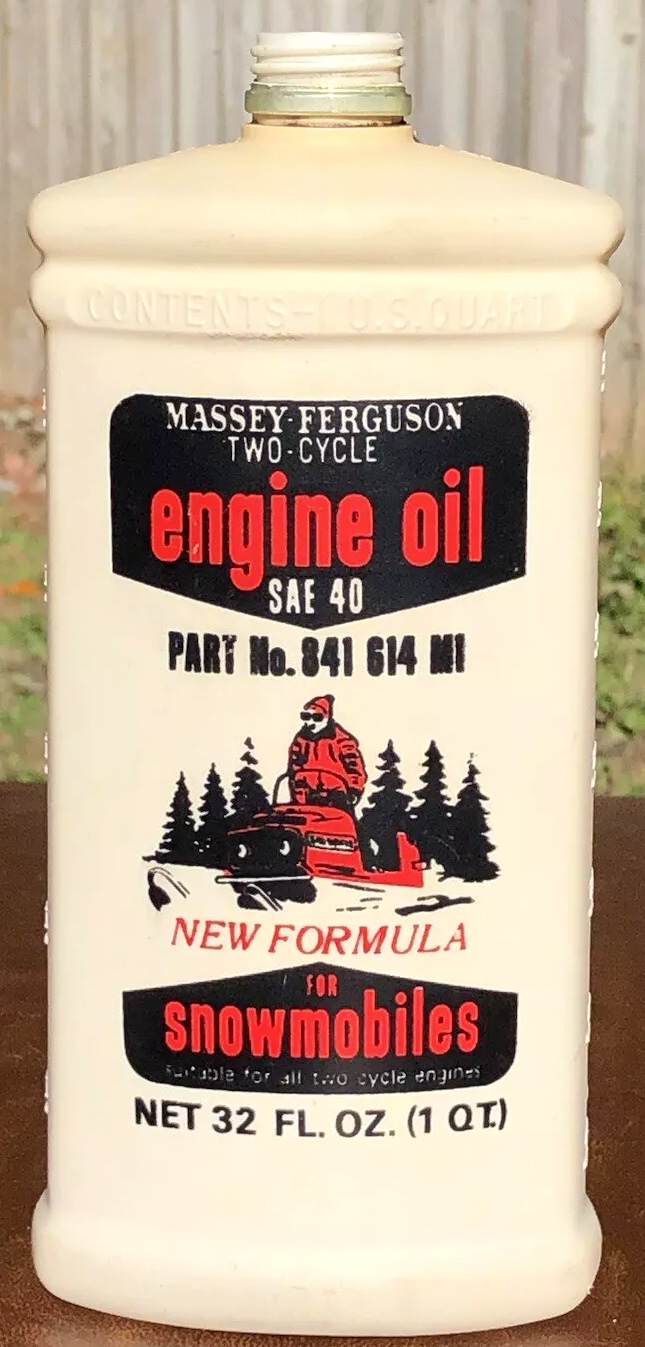 CONTENTS-1 U.S. QUART
MASSEY-FERGUSON
TWO-CYCLE
engine oil
SAE 40
PART No. 841 614 M1
NEW FORMULA
FOR
snowmobiles
suitable for all two cycle engines
NET 32 FL. OZ. (1 QT.)